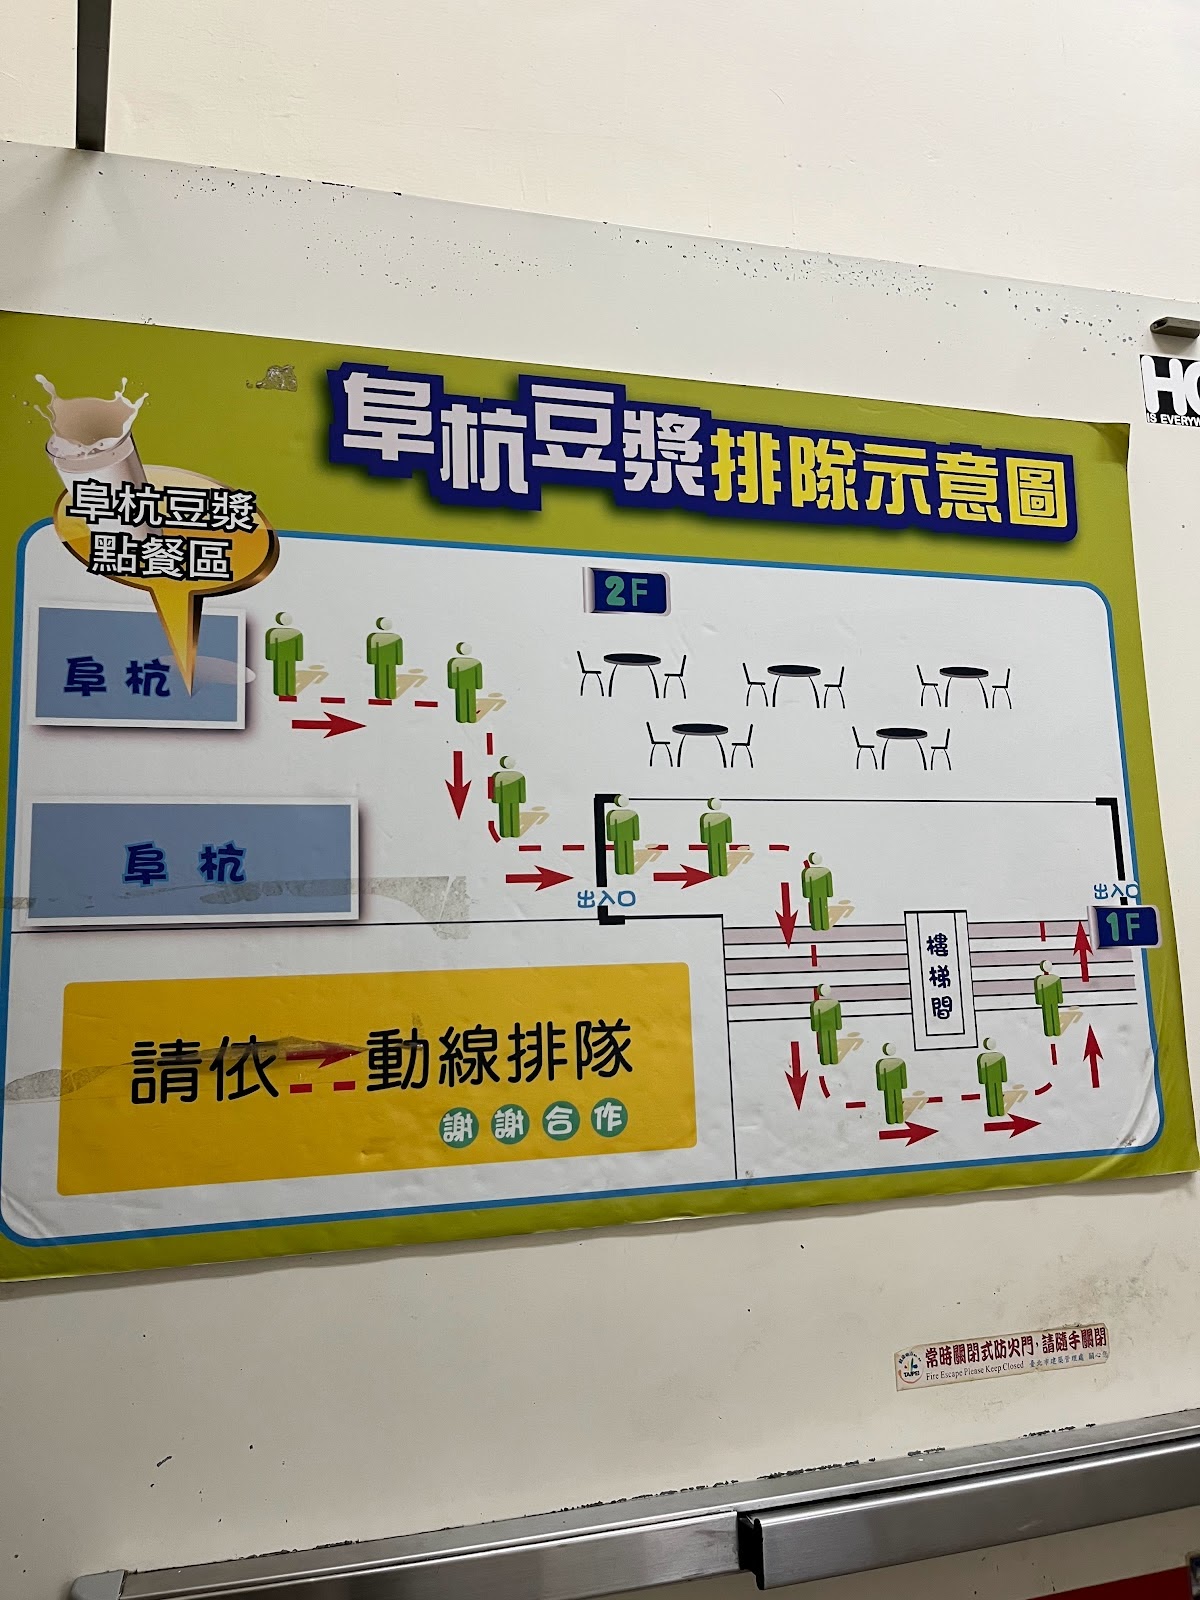 阜杭豆漿排隊示意圖
阜杭豆漿
點餐區
2F
阜杭
阜杭
出入口
出入口
1F
樓梯間
請依動線排隊
謝謝合作
HO
IS EVERYW
常時關閉式防火門，請隨手關閉
TAIPEI
Fire Escape Please Keep Closed 臺北市建築管理處 關心您